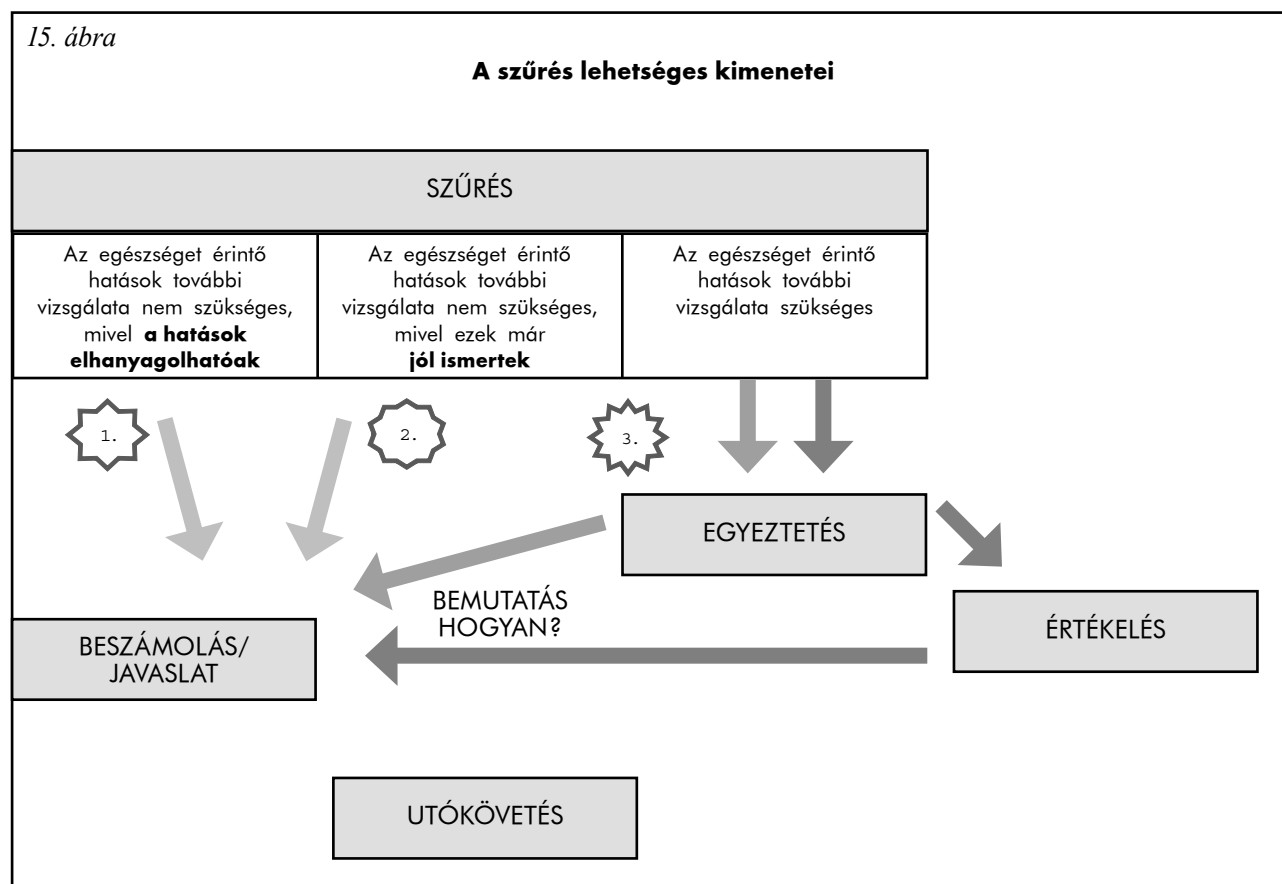 15. ábra
A szűrés lehetséges kimenetei
SZŰRÉS
Az egészséget érintő
hatások további
vizsgálata nem szükséges,
mivel a hatások
elhanyagolhatóak
Az egészséget érintő
hatások további
vizsgálata nem szükséges,
mivel ezek már
jól ismertek
Az egészséget érintő
hatások további
vizsgálata szükséges
1.
2.
3.
EGYEZTETÉS
BEMUTATÁS
HOGYAN?
ÉRTÉKELÉS
BESZÁMOLÁS/
JAVASLAT
UTÓKÖVETÉS